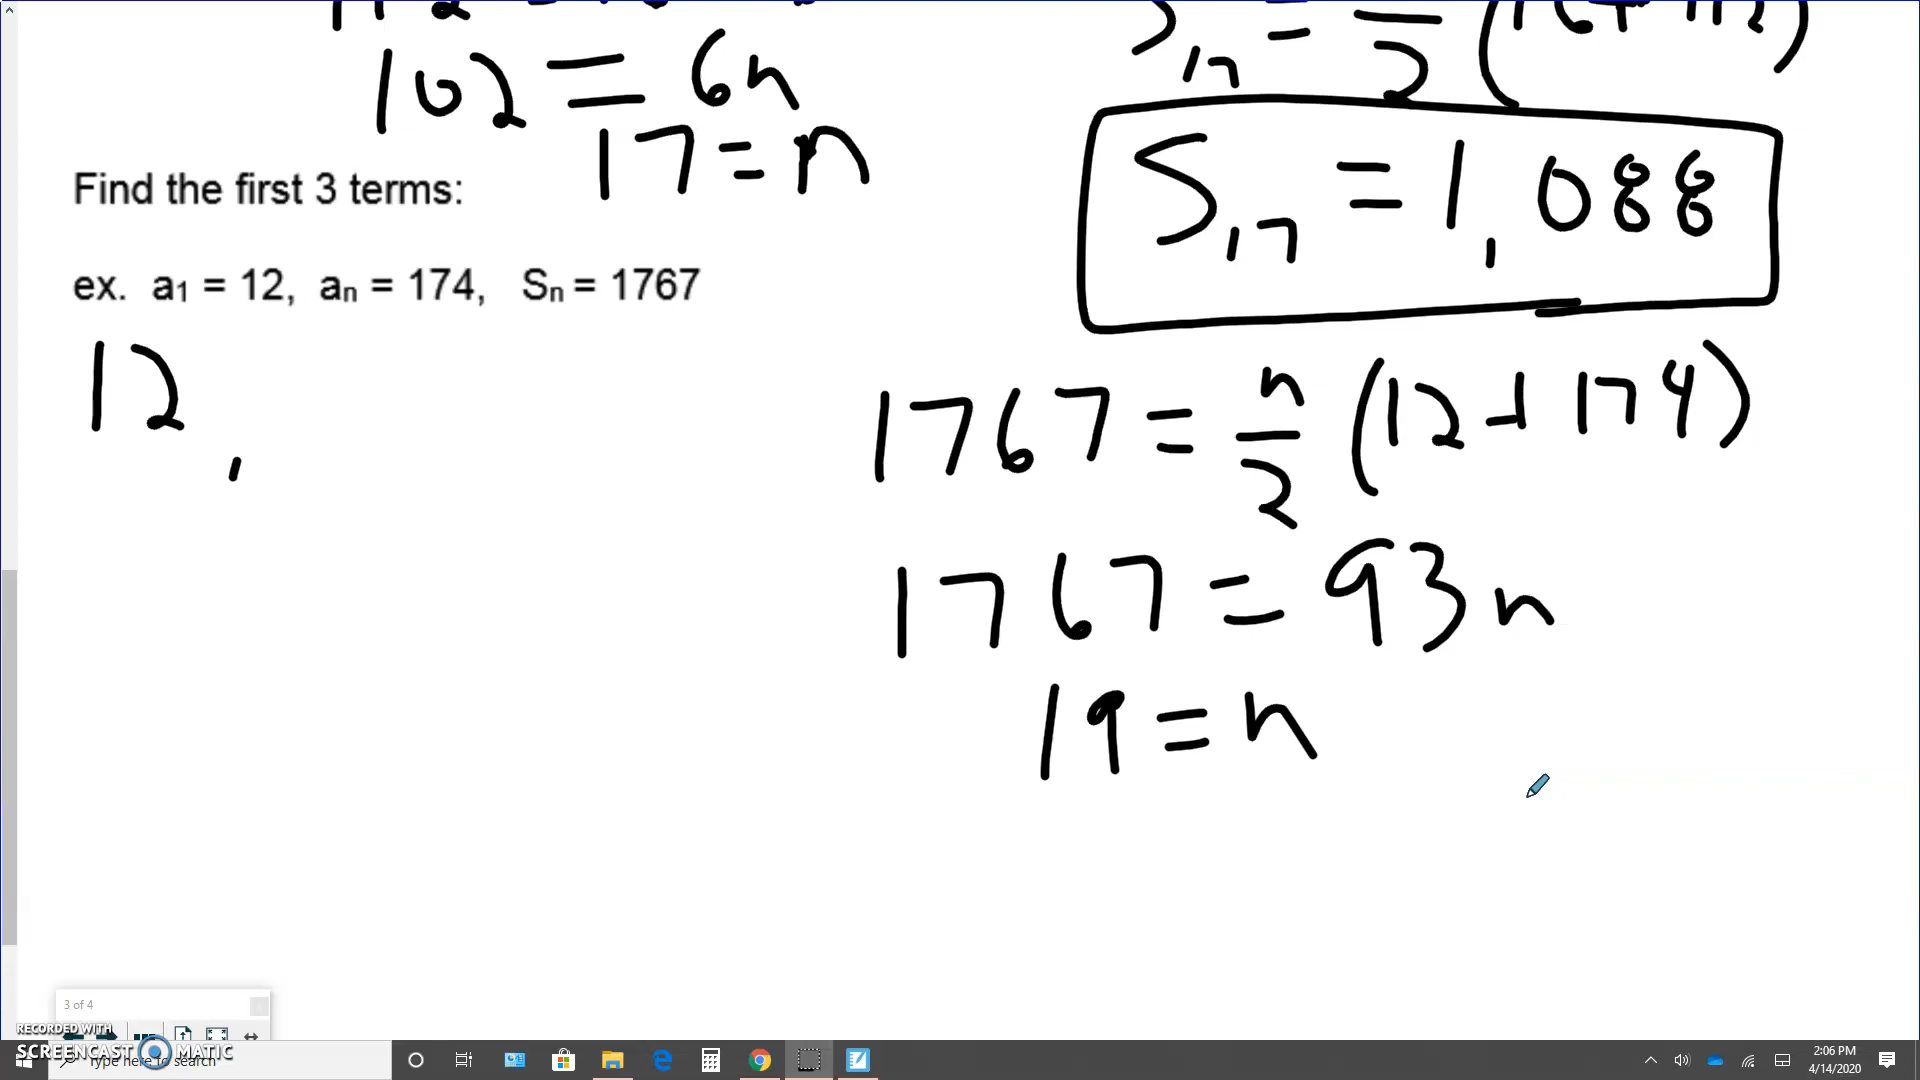 102 = 6n
17 = n
S17 = 1,088
Find the first 3 terms:
ex. a1 = 12, an = 174, Sn = 1767
12,
1767 = n/2 (12 + 174)
1767 = 93n
19 = n
3 of 4
RECORDED WITH
SCREENCAST MATIC
Type here to search
2:06 PM
4/14/2020